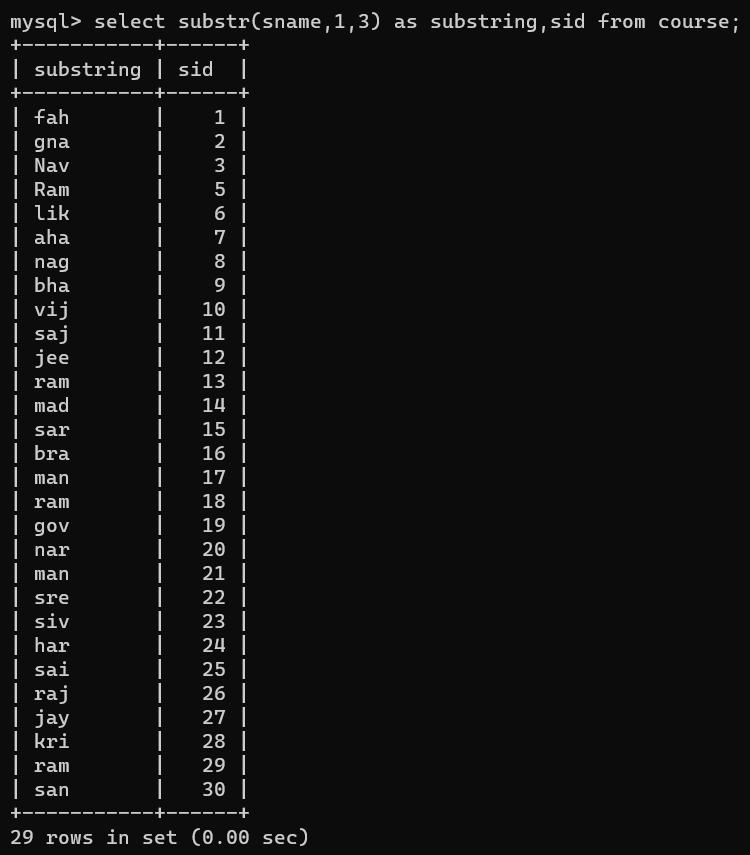 mysql> select substr(sname,1,3) as substring,sid from course;
+-----------+------+
| substring | sid  |
+-----------+------+
| fah       |    1 |
| gna       |    2 |
| Nav       |    3 |
| Ram       |    5 |
| lik       |    6 |
| aha       |    7 |
| nag       |    8 |
| bha       |    9 |
| vij       |   10 |
| saj       |   11 |
| jee       |   12 |
| ram       |   13 |
| mad       |   14 |
| sar       |   15 |
| bra       |   16 |
| man       |   17 |
| ram       |   18 |
| gov       |   19 |
| nar       |   20 |
| man       |   21 |
| sre       |   22 |
| siv       |   23 |
| har       |   24 |
| sai       |   25 |
| raj       |   26 |
| jay       |   27 |
| kri       |   28 |
| ram       |   29 |
| san       |   30 |
+-----------+------+
29 rows in set (0.00 sec)